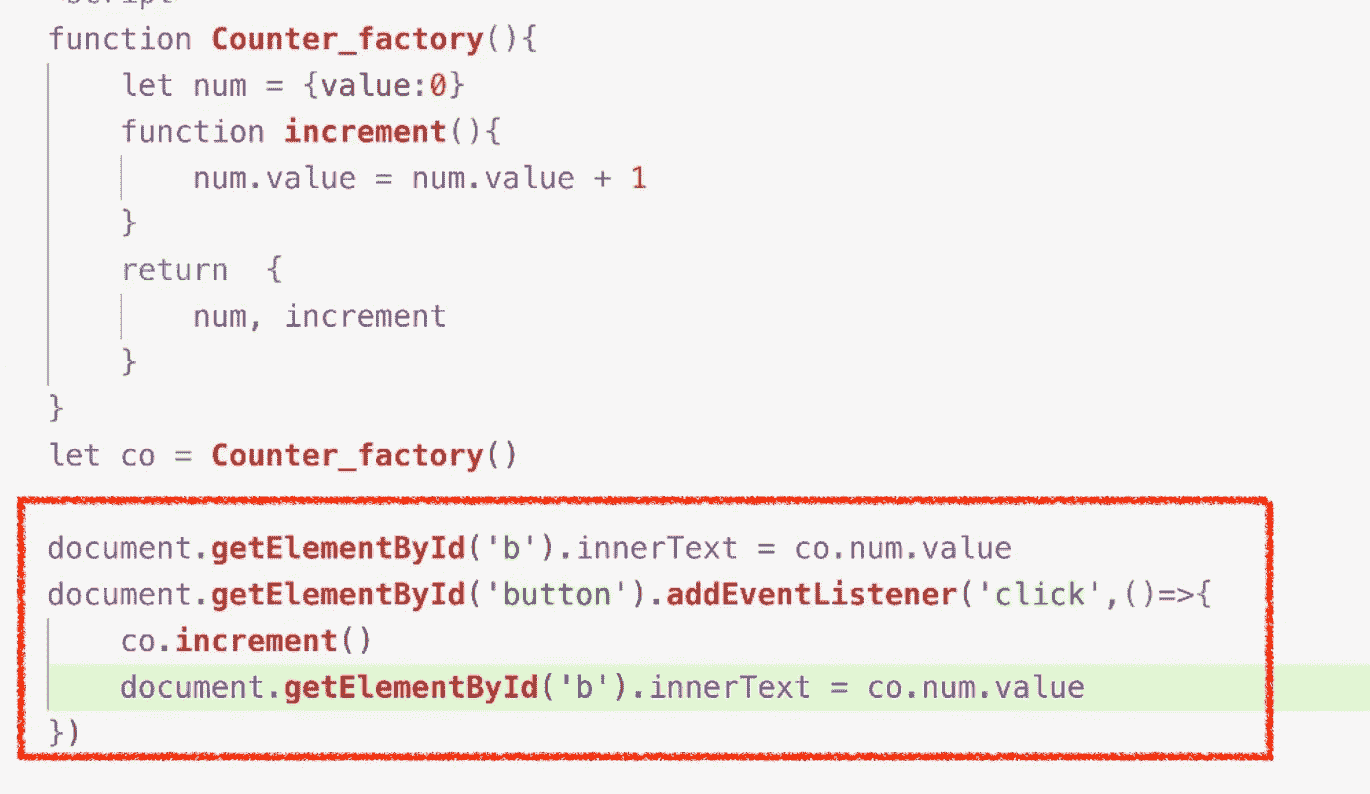 function Counter_factory(){
let num = {value:0}
function increment(){
num.value = num.value + 1
}
return  {
num, increment
}
}
let co = Counter_factory()
document.getElementById('b').innerText = co.num.value
document.getElementById('button').addEventListener('click',()=>{
co.increment()
document.getElementById('b').innerText = co.num.value
})